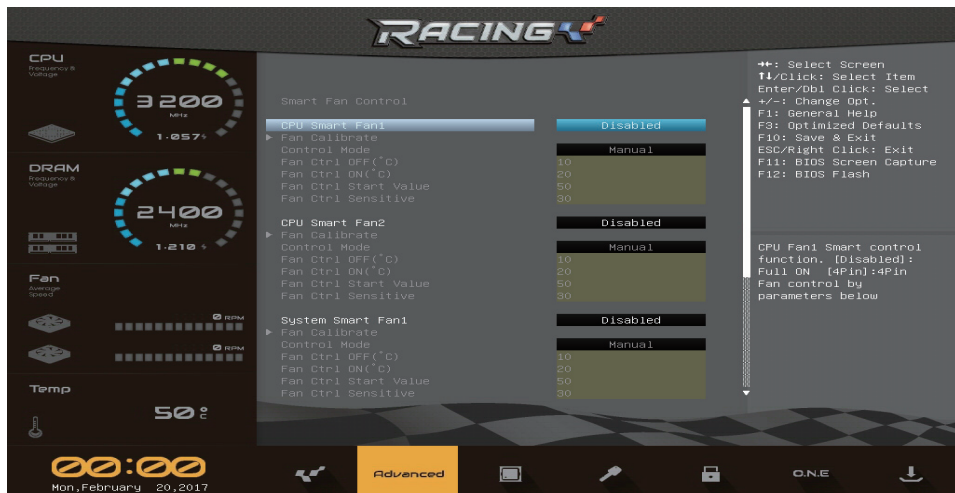 RACING
CPU
Frequency &
Voltage
3200
MHz
1.057
DRAM
Frequency &
Voltage
2400
MHz
1.210
Fan
Average
Speed
0 RPM
0 RPM
Temp
50 °C
Smart Fan Control
CPU Smart Fan1 Disabled
Fan Calibrate
Control Mode Manual
Fan Ctrl OFF(°C) 10
Fan Ctrl ON(°C) 20
Fan Ctrl Start Value 50
Fan Ctrl Sensitive 30
CPU Smart Fan2 Disabled
Fan Calibrate
Control Mode Manual
Fan Ctrl OFF(°C) 10
Fan Ctrl ON(°C) 20
Fan Ctrl Start Value 50
Fan Ctrl Sensitive 30
System Smart Fan1 Disabled
Fan Calibrate
Control Mode Manual
Fan Ctrl OFF(°C) 10
Fan Ctrl ON(°C) 20
Fan Ctrl Start Value 50
Fan Ctrl Sensitive 30
→←: Select Screen
↑↓/Click: Select Item
Enter/Dbl Click: Select
+/-: Change Opt.
F1: General Help
F3: Optimized Defaults
F10: Save & Exit
ESC/Right Click: Exit
F11: BIOS Screen Capture
F12: BIOS Flash
CPU Fan1 Smart control
function. [Disabled]:
Full ON [4Pin]:4Pin
Fan control by
parameters below
00:00
Mon,February 20,2017
Advanced
O.N.E